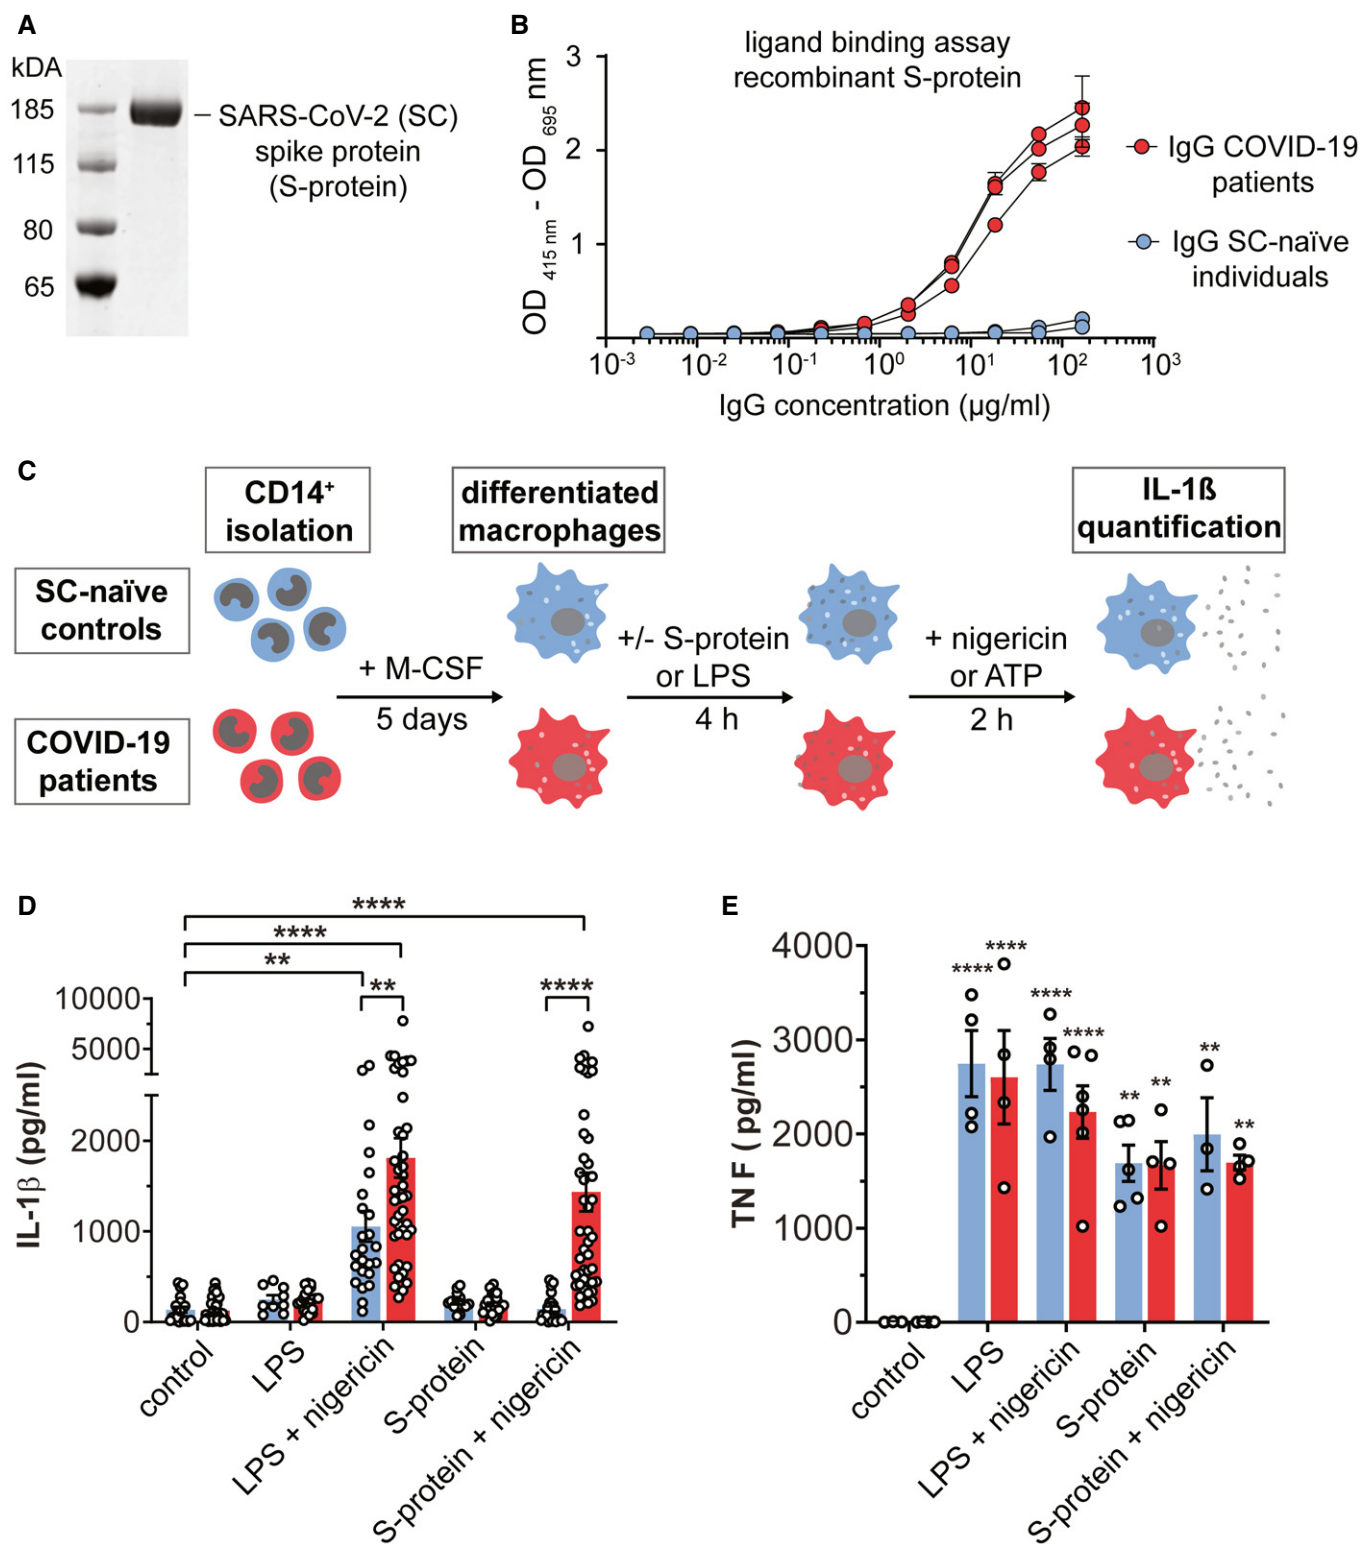 A
kDA
185
115
80
65
SARS-CoV-2 (SC)
spike protein
(S-protein)
B
ligand binding assay
recombinant S-protein
OD 415 nm - OD 695 nm
3
2
1
10-3
10-2
10-1
100
101
102
103
IgG concentration (µg/ml)
IgG COVID-19
patients
IgG SC-naïve
individuals
C
CD14+
isolation
differentiated
macrophages
IL-1ß
quantification
SC-naïve
controls
COVID-19
patients
+ M-CSF
5 days
+/- S-protein
or LPS
4 h
+ nigericin
or ATP
2 h
D
****
****
**
**
****
IL-1β (pg/ml)
10000
5000
2000
1000
0
control
LPS
LPS + nigericin
S-protein
S-protein + nigericin
E
TNF (pg/ml)
4000
3000
2000
1000
0
****
****
****
****
**
**
**
**
control
LPS
LPS + nigericin
S-protein
S-protein + nigericin